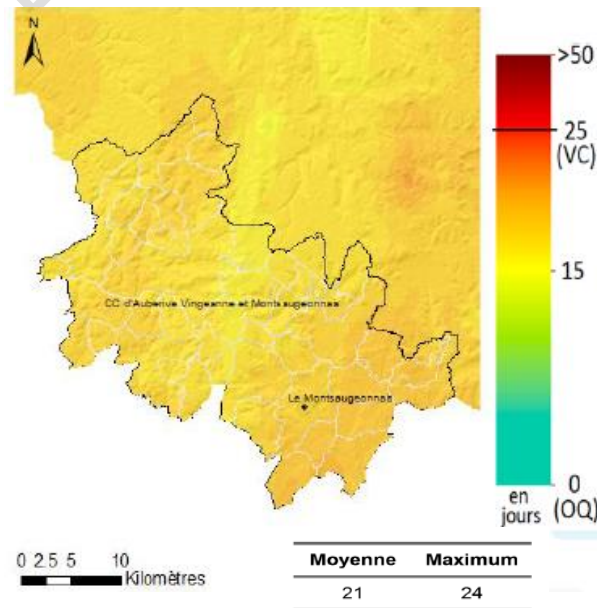 N
>50
25
(VC)
15
0
(OQ)
en
jours
CC d'Auberive Vingeanne et Montsaugeonnais
Le Montsaugeonnais
0 2.5 5 10
Kilomètres
Moyenne Maximum
21 24